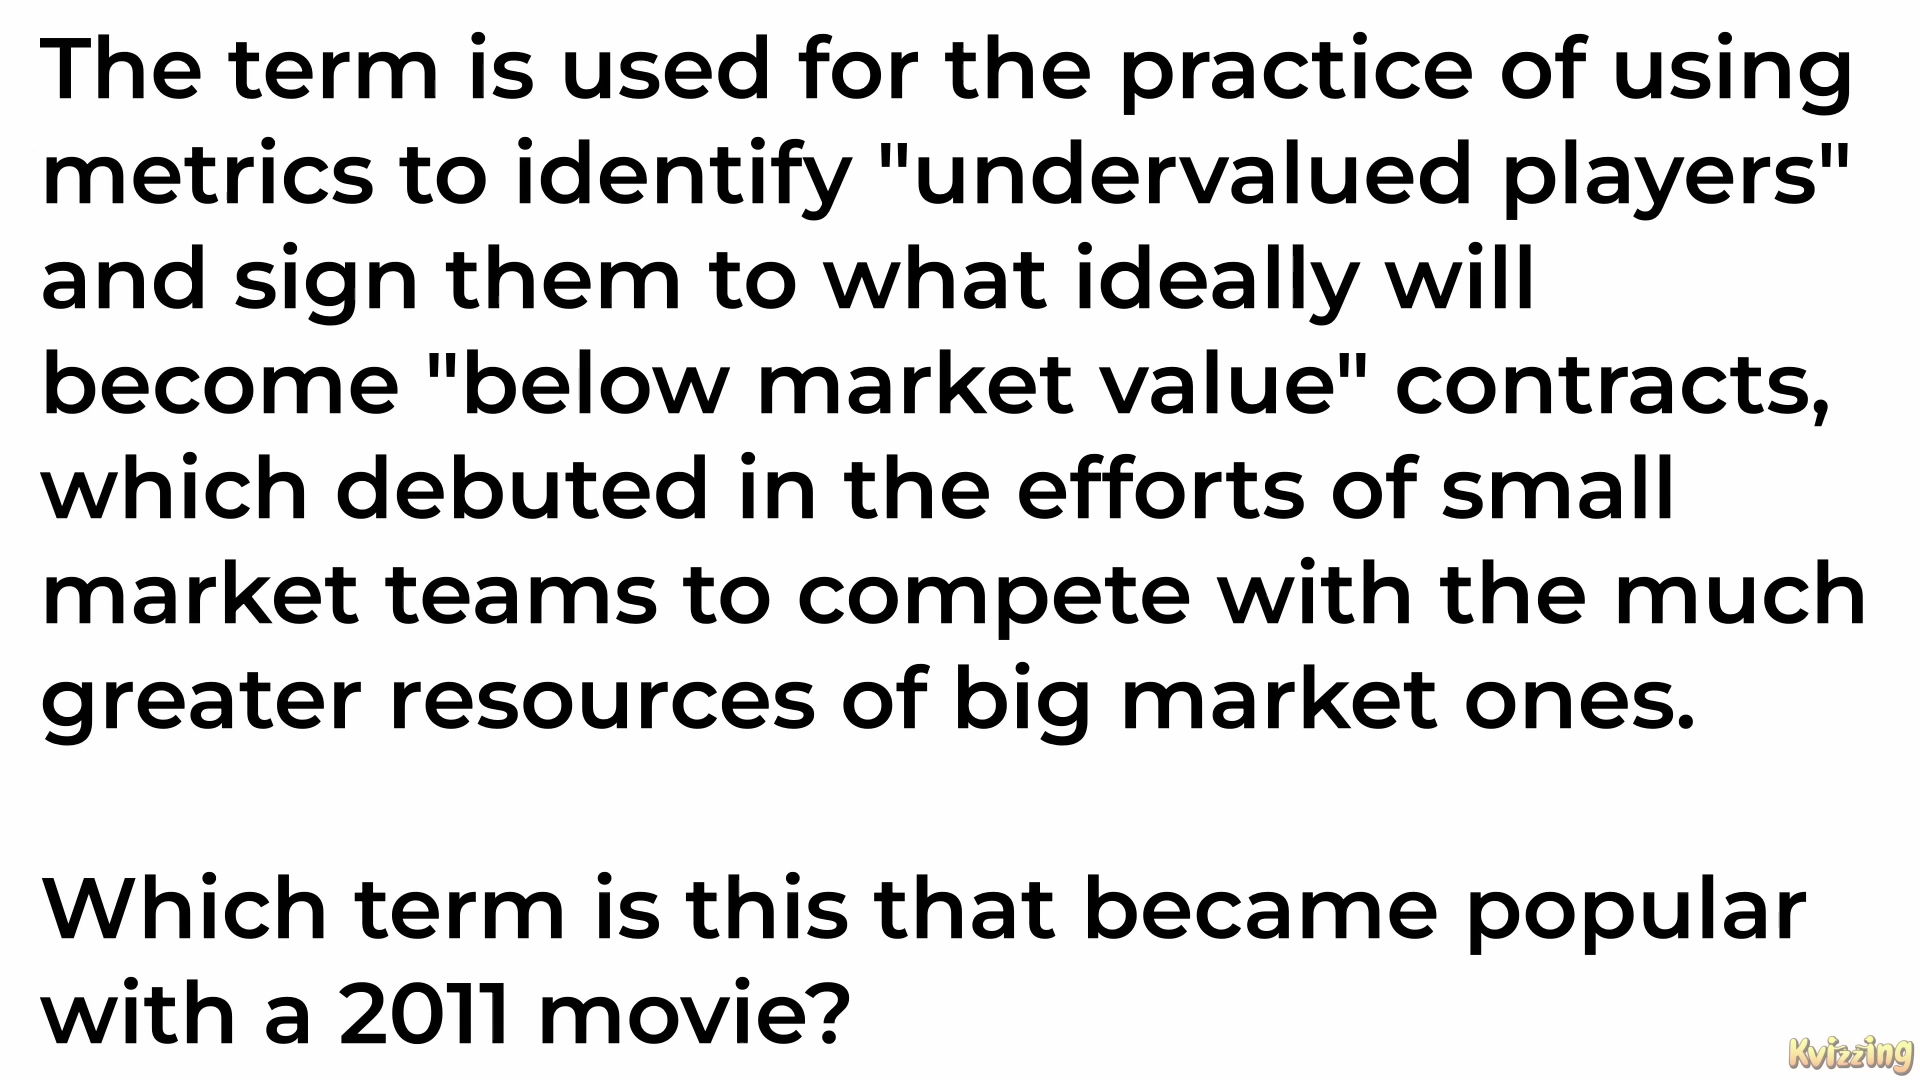 The term is used for the practice of using
metrics to identify "undervalued players"
and sign them to what ideally will
become "below market value" contracts,
which debuted in the efforts of small
market teams to compete with the much
greater resources of big market ones.
Which term is this that became popular
with a 2011 movie?
Kvizzing